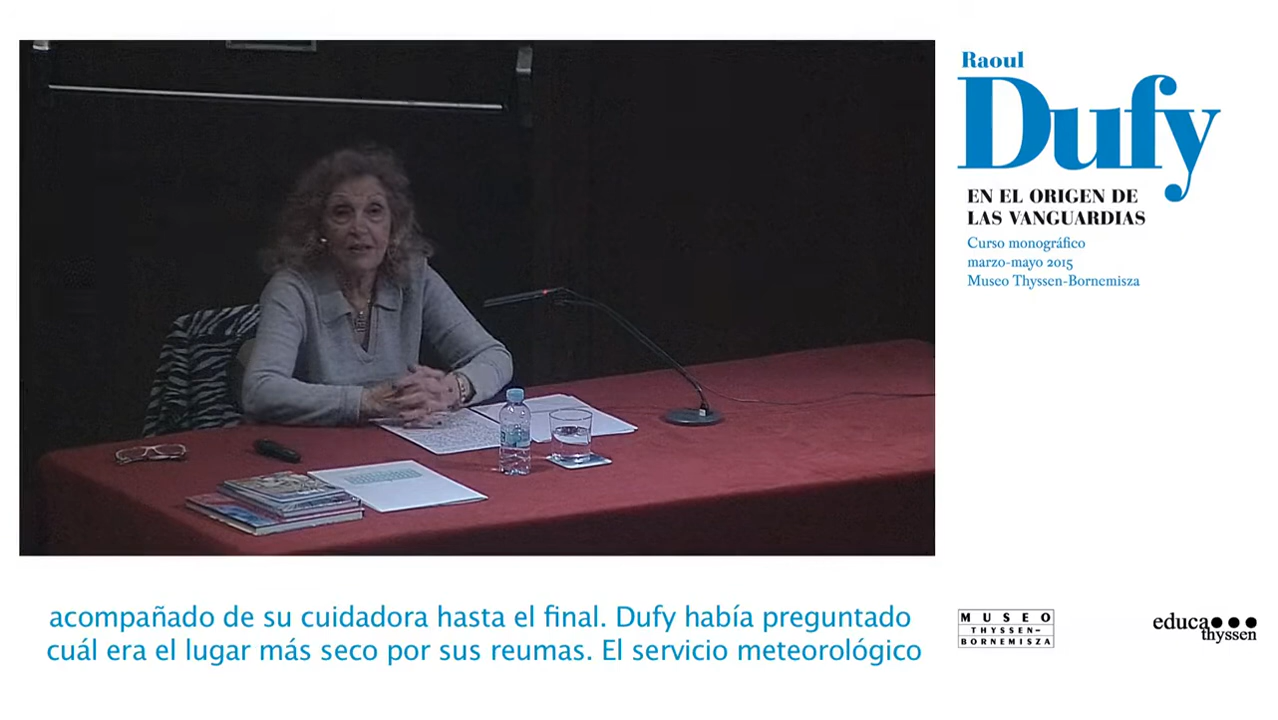 Raoul
Dufy
EN EL ORIGEN DE
LAS VANGUARDIAS
Curso monográfico
marzo-mayo 2015
Museo Thyssen-Bornemisza
acompañado de su cuidadora hasta el final. Dufy había preguntado
cuál era el lugar más seco por sus reumas. El servicio meteorológico
MUSEO
THYSSEN-
BORNEMISZA
educa
thyssen